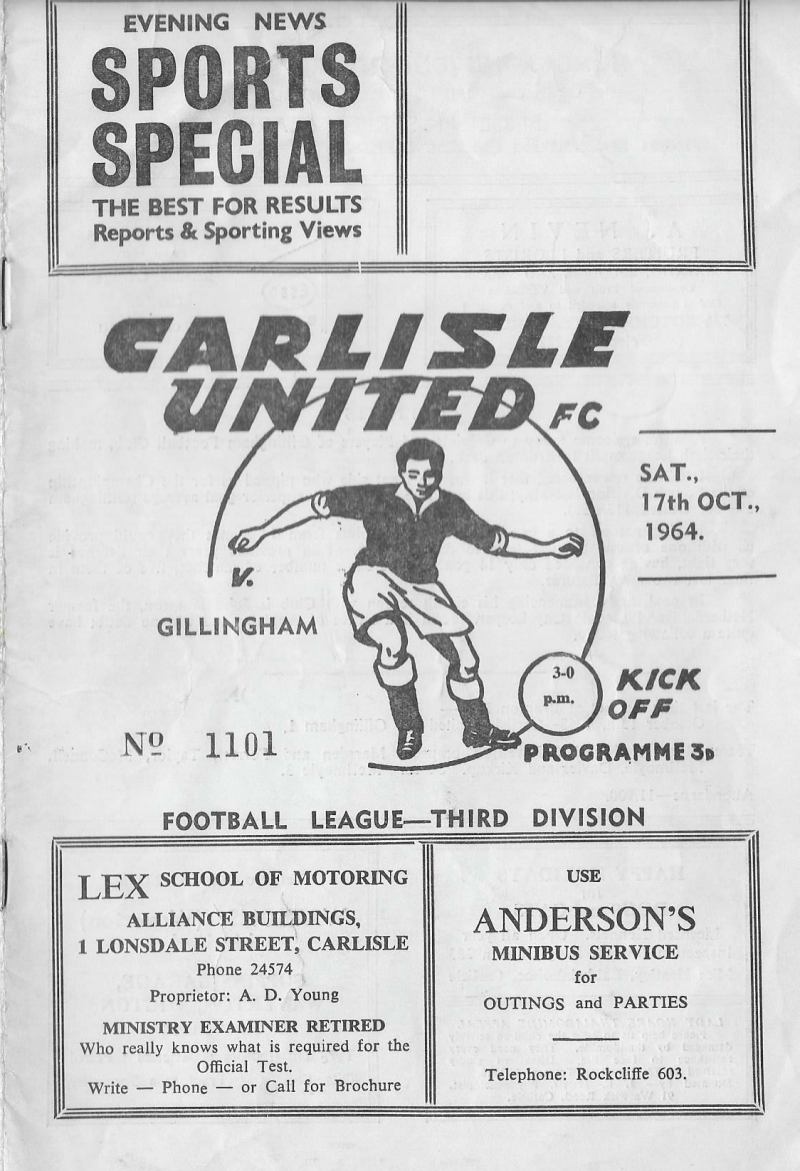 EVENING NEWS
SPORTS
SPECIAL
THE BEST FOR RESULTS
Reports & Sporting Views
CARLISLE
UNITED FC
SAT.,
17th OCT.,
1964.
V.
GILLINGHAM
3-0
p.m.
KICK
OFF
Nº 1101
PROGRAMME 3D
FOOTBALL LEAGUE—THIRD DIVISION
LEX SCHOOL OF MOTORING
ALLIANCE BUILDINGS,
1 LONSDALE STREET, CARLISLE
Phone 24574
Proprietor: A. D. Young
MINISTRY EXAMINER RETIRED
Who really knows what is required for the
Official Test.
Write — Phone — or Call for Brochure
USE
ANDERSON'S
MINIBUS SERVICE
for
OUTINGS and PARTIES
Telephone: Rockcliffe 603.